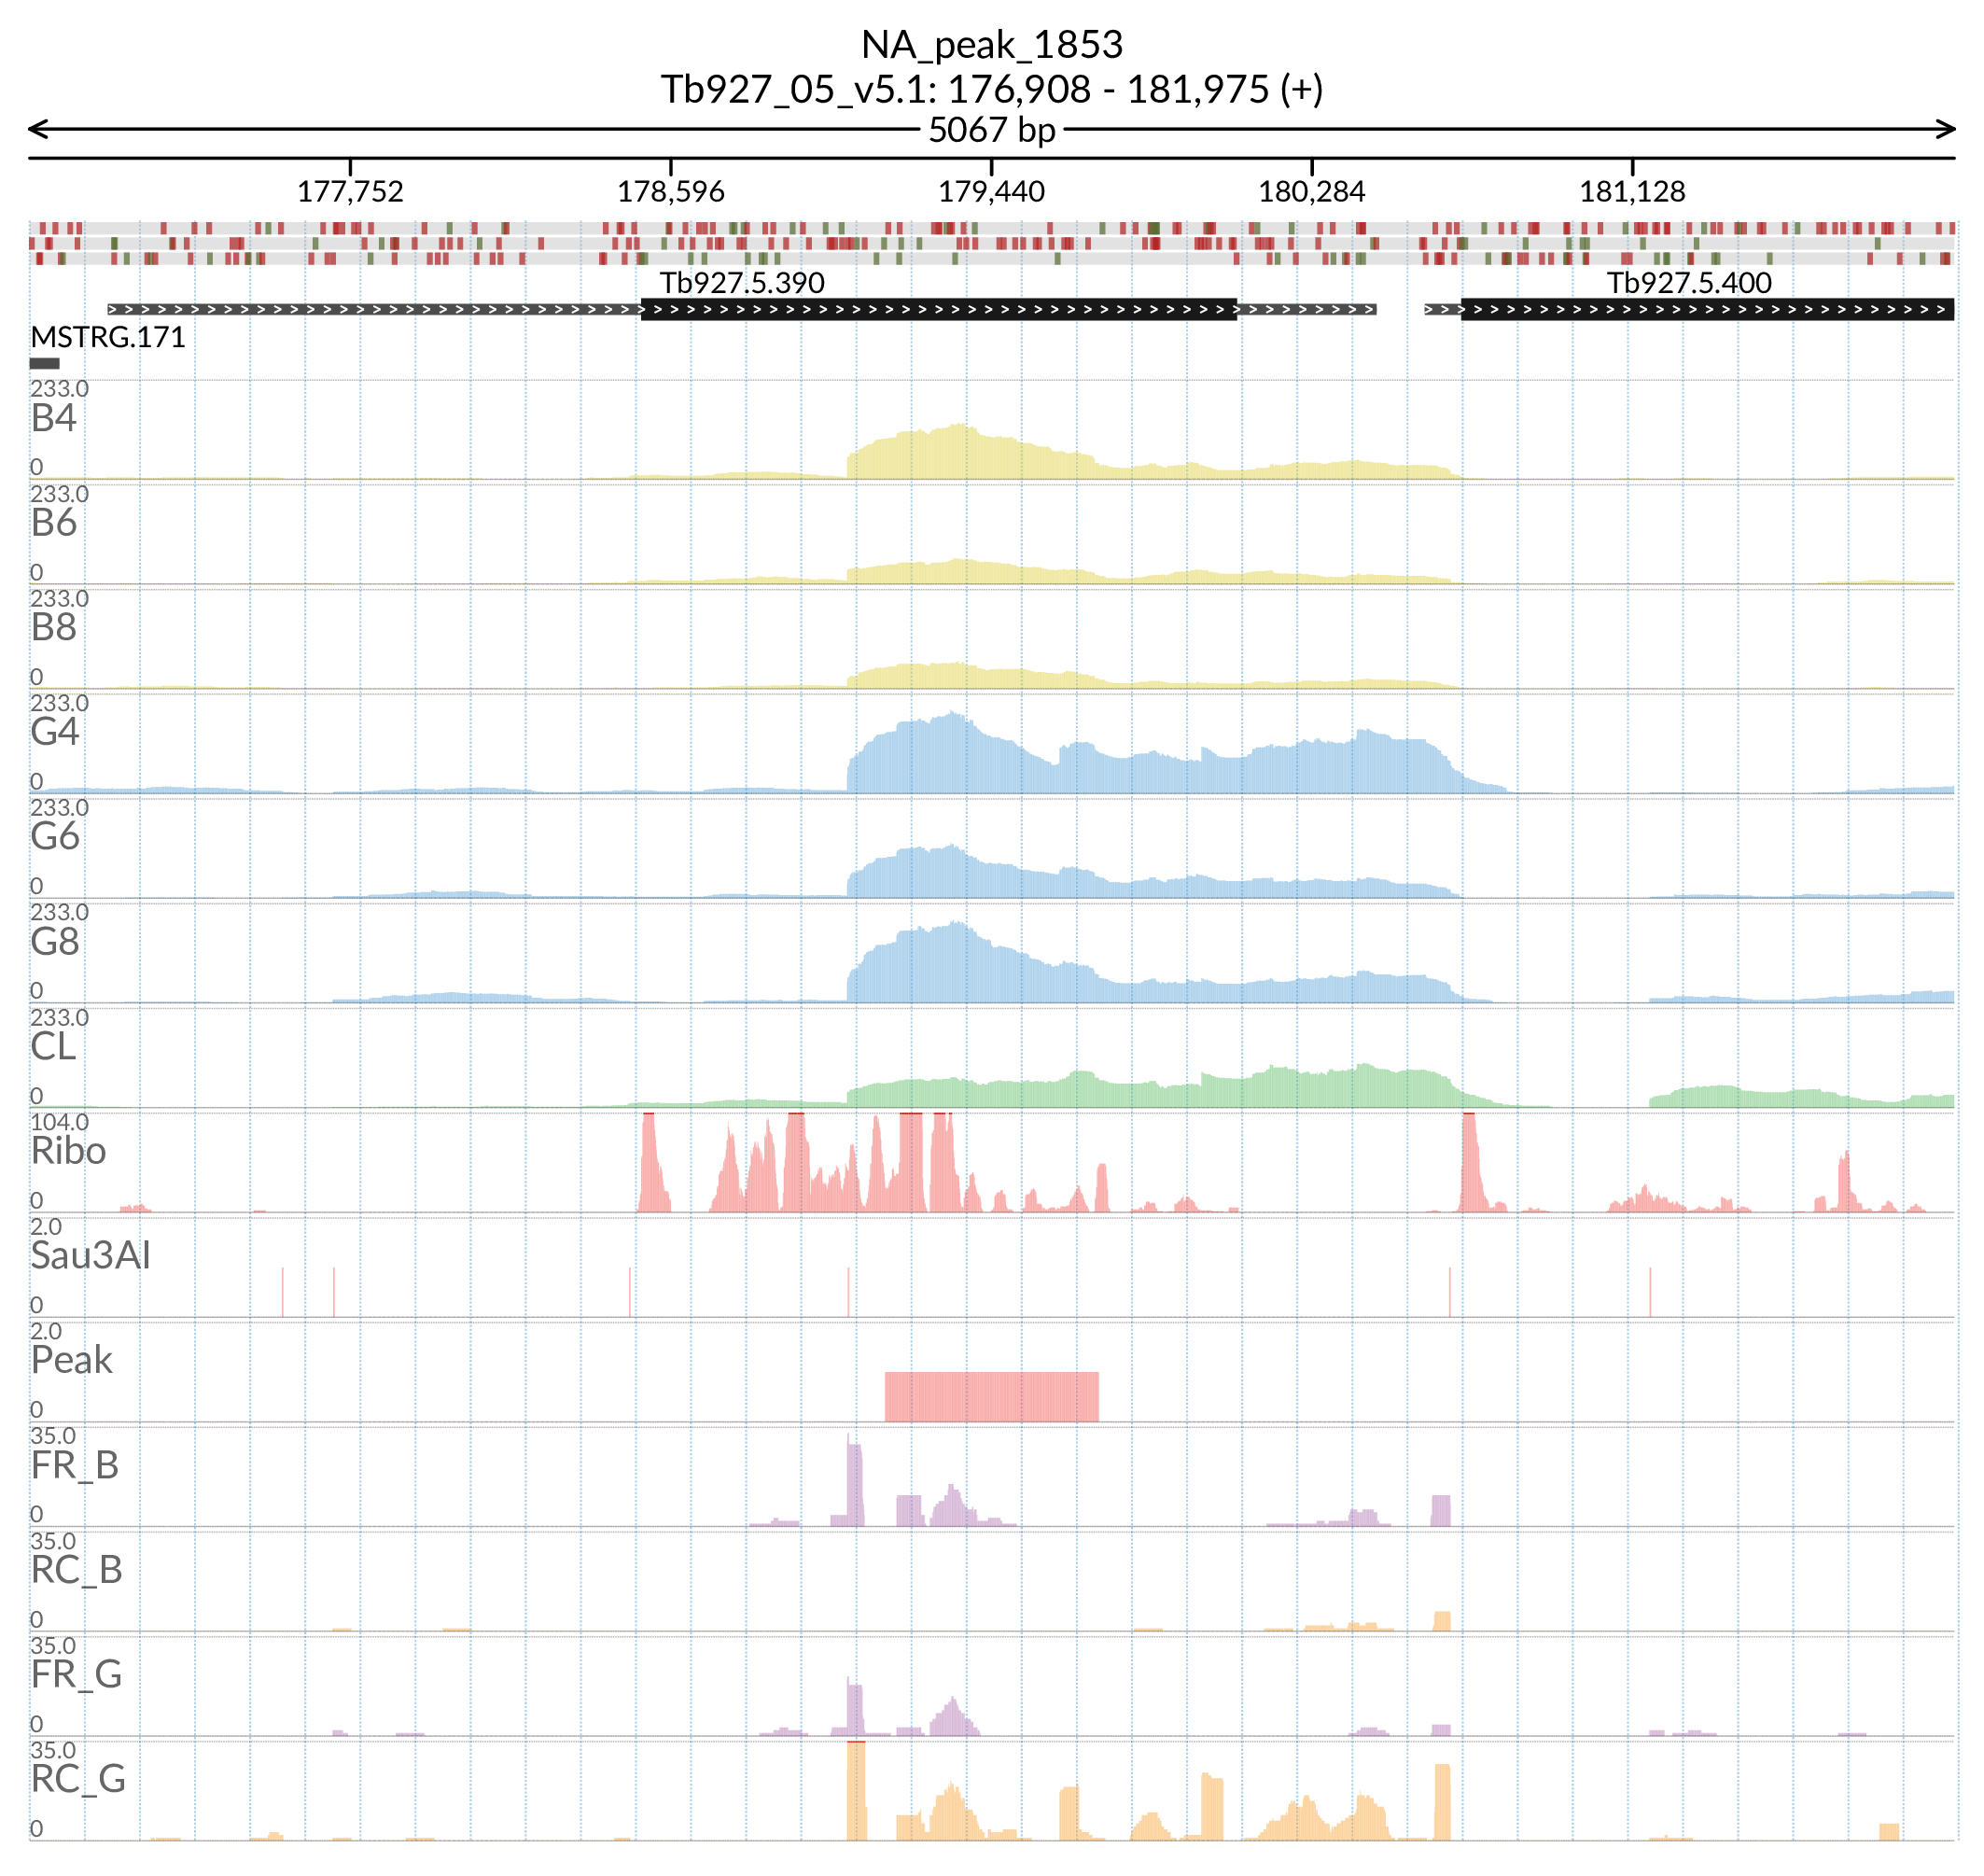 NA_peak_1853
Tb927_05_v5.1: 176,908 - 181,975 (+)
5067 bp
177,752 178,596 179,440 180,284 181,128
Tb927.5.390 Tb927.5.400
MSTRG.171
233.0
B4
0
233.0
B6
0
233.0
B8
0
233.0
G4
0
233.0
G6
0
233.0
G8
0
233.0
CL
0
104.0
Ribo
0
2.0
Sau3AI
0
2.0
Peak
0
35.0
FR_B
0
35.0
RC_B
0
35.0
FR_G
0
35.0
RC_G
0